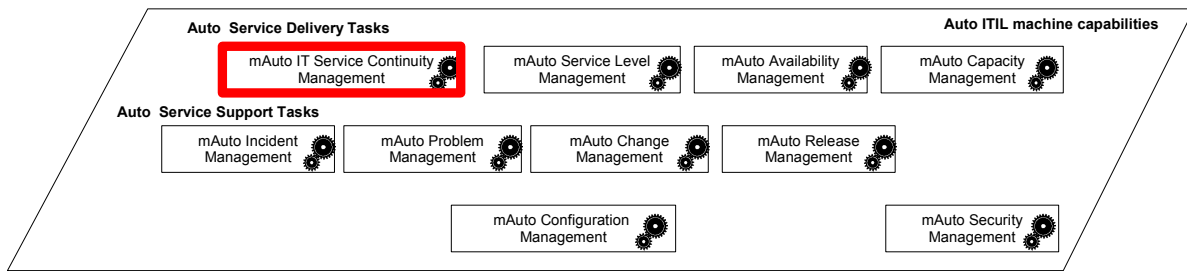 Auto Service Delivery Tasks
Auto ITIL machine capabilities
mAuto IT Service Continuity
Management
mAuto Service Level
Management
mAuto Availability
Management
mAuto Capacity
Management
Auto Service Support Tasks
mAuto Incident
Management
mAuto Problem
Management
mAuto Change
Management
mAuto Release
Management
mAuto Configuration
Management
mAuto Security
Management